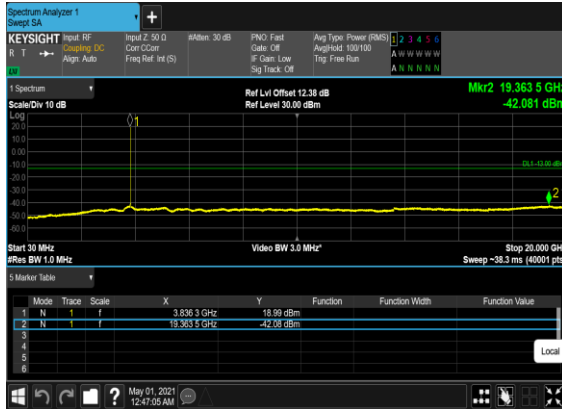 Spectrum Analyzer 1
Swept SA
+
KEYSIGHT
R T
LU
Input: RF
Coupling: DC
Align: Auto
Input Z: 50 Ω
Corr CCorr
Freq Ref: Int (S)
#Atten: 30 dB
PNO: Fast
Gate: Off
IF Gain: Low
Sig Track: Off
Avg Type: Power (RMS)
Avg|Hold: 100/100
Trig: Free Run
1 2 3 4 5 6
A W W W W W
A N N N N N
1 Spectrum
Scale/Div 10 dB
Ref Lvl Offset 12.38 dB
Ref Level 30.00 dBm
Mkr2 19.363 5 GHz
-42.081 dBm
Log
20.0
10.0
0.00
-10.0
-20.0
-30.0
-40.0
-50.0
-60.0
1
DL1 -13.00 dB
2
Start 30 MHz
#Res BW 1.0 MHz
Video BW 3.0 MHz*
Stop 20.000 GH
Sweep ~38.3 ms (40001 pts
5 Marker Table
Mode Trace Scale X Y Function Function Width Function Value
1 N 1 f 3.836 3 GHz 18.99 dBm
2 N 1 f 19.363 5 GHz -42.08 dBm
3
4
5
6
Local
?
May 01, 2021
12:47:05 AM